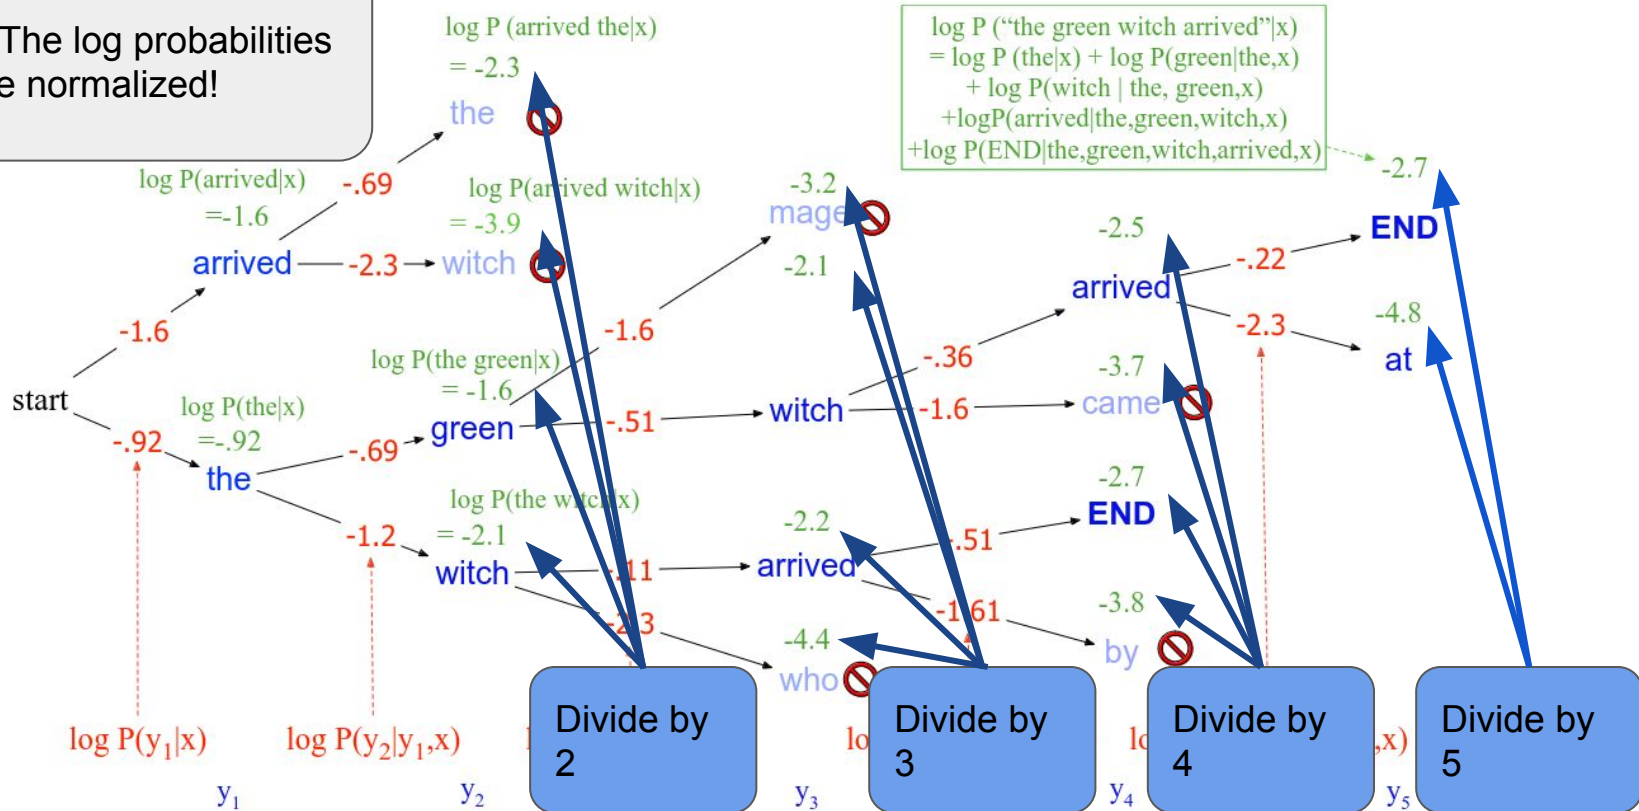 The log probabilities
e normalized!
log P (arrived the|x)
= -2.3
the
log P(arrived|x)
=-1.6
arrived
-.69
log P(arrived witch|x)
= -3.9
-2.3
witch
-1.6
start
-.92
log P(the|x)
=-.92
the
log P(the green|x)
= -1.6
green
-.69
-1.2
log P(the witch|x)
= -2.1
witch
-3.2
mage
-2.1
-1.6
-.51
witch
-2.2
-.11
arrived
-2.3
-4.4
who
log P (“the green witch arrived”|x)
= log P (the|x) + log P(green|the,x)
+ log P(witch | the, green,x)
+logP(arrived|the,green,witch,x)
+log P(END|the,green,witch,arrived,x)
-2.5
arrived
-.36
-3.7
-1.6
came
-2.7
END
-.51
-1.61
-3.8
by
-2.7
END
-.22
-2.3
-4.8
at
log P(y1|x)
log P(y2|y1,x)
lo
lo
,x)
Divide by
2
Divide by
3
Divide by
4
Divide by
5
y1
y2
y3
y4
y5